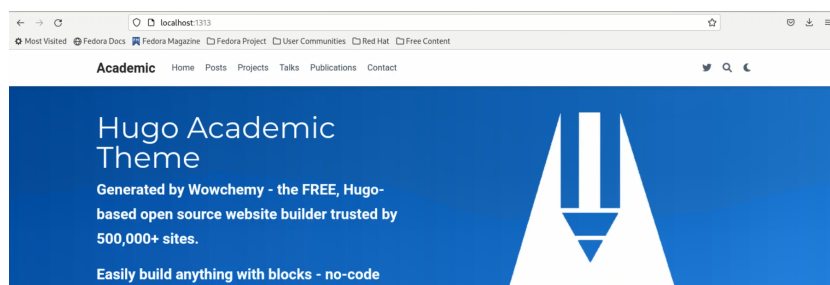 localhost:1313
Most Visited Fedora Docs Fedora Magazine Fedora Project User Communities Red Hat Free Content
Academic Home Posts Projects Talks Publications Contact
Hugo Academic
Theme
Generated by Wowchemy - the FREE, Hugo-
based open source website builder trusted by
500,000+ sites.
Easily build anything with blocks - no-code